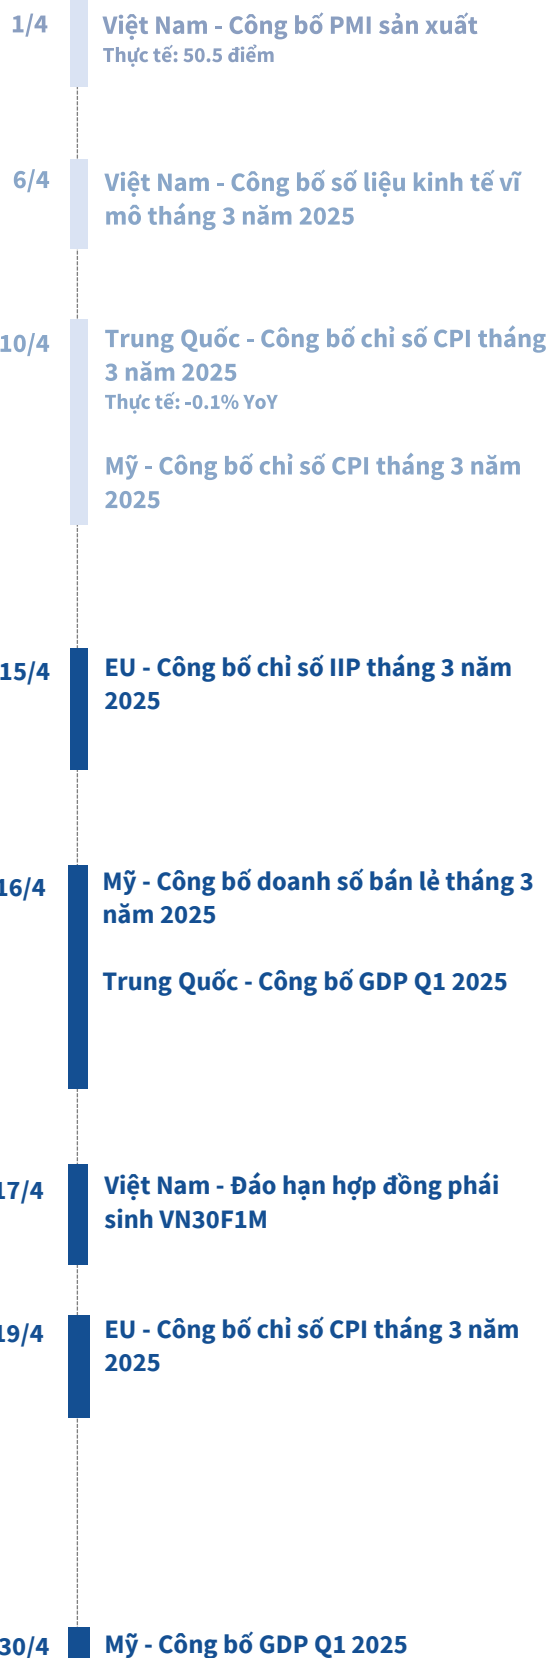 1/4
Việt Nam - Công bố PMI sản xuất
Thực tế: 50.5 điểm
6/4
Việt Nam - Công bố số liệu kinh tế vĩ
mô tháng 3 năm 2025
10/4
Trung Quốc - Công bố chỉ số CPI tháng
3 năm 2025
Thực tế: -0.1% YoY
Mỹ - Công bố chỉ số CPI tháng 3 năm
2025
15/4
EU - Công bố chỉ số IIP tháng 3 năm
2025
16/4
Mỹ - Công bố doanh số bán lẻ tháng 3
năm 2025
Trung Quốc - Công bố GDP Q1 2025
17/4
Việt Nam - Đáo hạn hợp đồng phái
sinh VN30F1M
19/4
EU - Công bố chỉ số CPI tháng 3 năm
2025
30/4
Mỹ - Công bố GDP Q1 2025